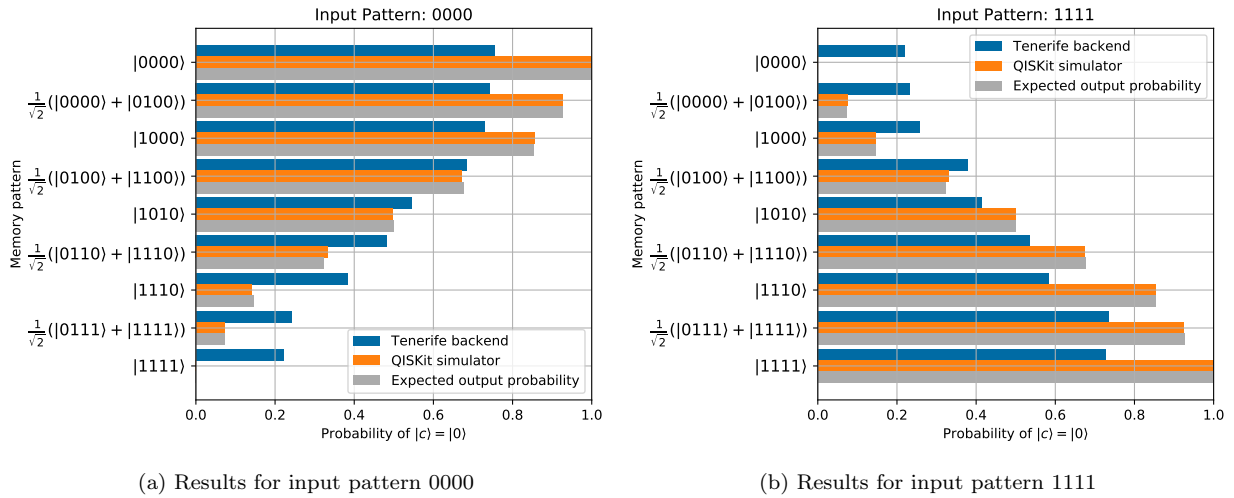 Input Pattern: 0000
Memory pattern
|0000⟩
1/√2(|0000⟩ + |0100⟩)
|1000⟩
1/√2(|0100⟩ + |1100⟩)
|1010⟩
1/√2(|0110⟩ + |1110⟩)
|1110⟩
1/√2(|0111⟩ + |1111⟩)
|1111⟩
Tenerife backend
QISKit simulator
Expected output probability
0.0 0.2 0.4 0.6 0.8 1.0
Probability of |c⟩ = |0⟩
(a) Results for input pattern 0000
Input Pattern: 1111
Memory pattern
|0000⟩
1/√2(|0000⟩ + |0100⟩)
|1000⟩
1/√2(|0100⟩ + |1100⟩)
|1010⟩
1/√2(|0110⟩ + |1110⟩)
|1110⟩
1/√2(|0111⟩ + |1111⟩)
|1111⟩
Tenerife backend
QISKit simulator
Expected output probability
0.0 0.2 0.4 0.6 0.8 1.0
Probability of |c⟩ = |0⟩
(b) Results for input pattern 1111